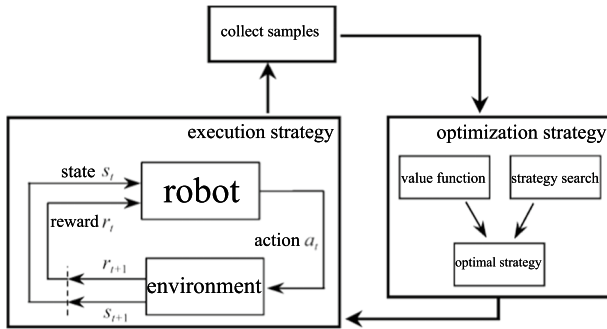 collect samples
execution strategy
state s_t
robot
reward r_t
action a_t
r_{t+1}
environment
s_{t+1}
optimization strategy
value function
strategy search
optimal strategy